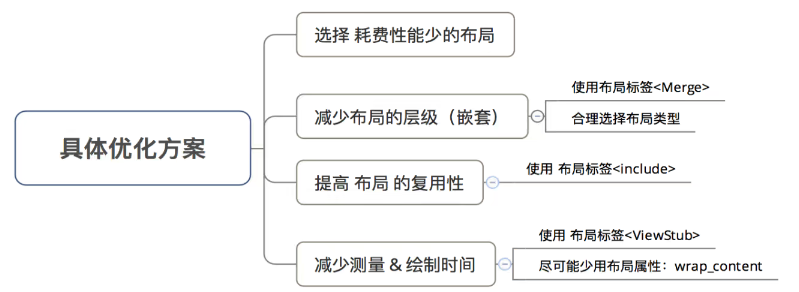 具体优化方案
选择 耗费性能少的布局
减少布局的层级（嵌套）
使用布局标签<Merge>
合理选择布局类型
提高 布局 的复用性
使用 布局标签<include>
减少测量 & 绘制时间
使用 布局标签<ViewStub>
尽可能少用布局属性：wrap_content